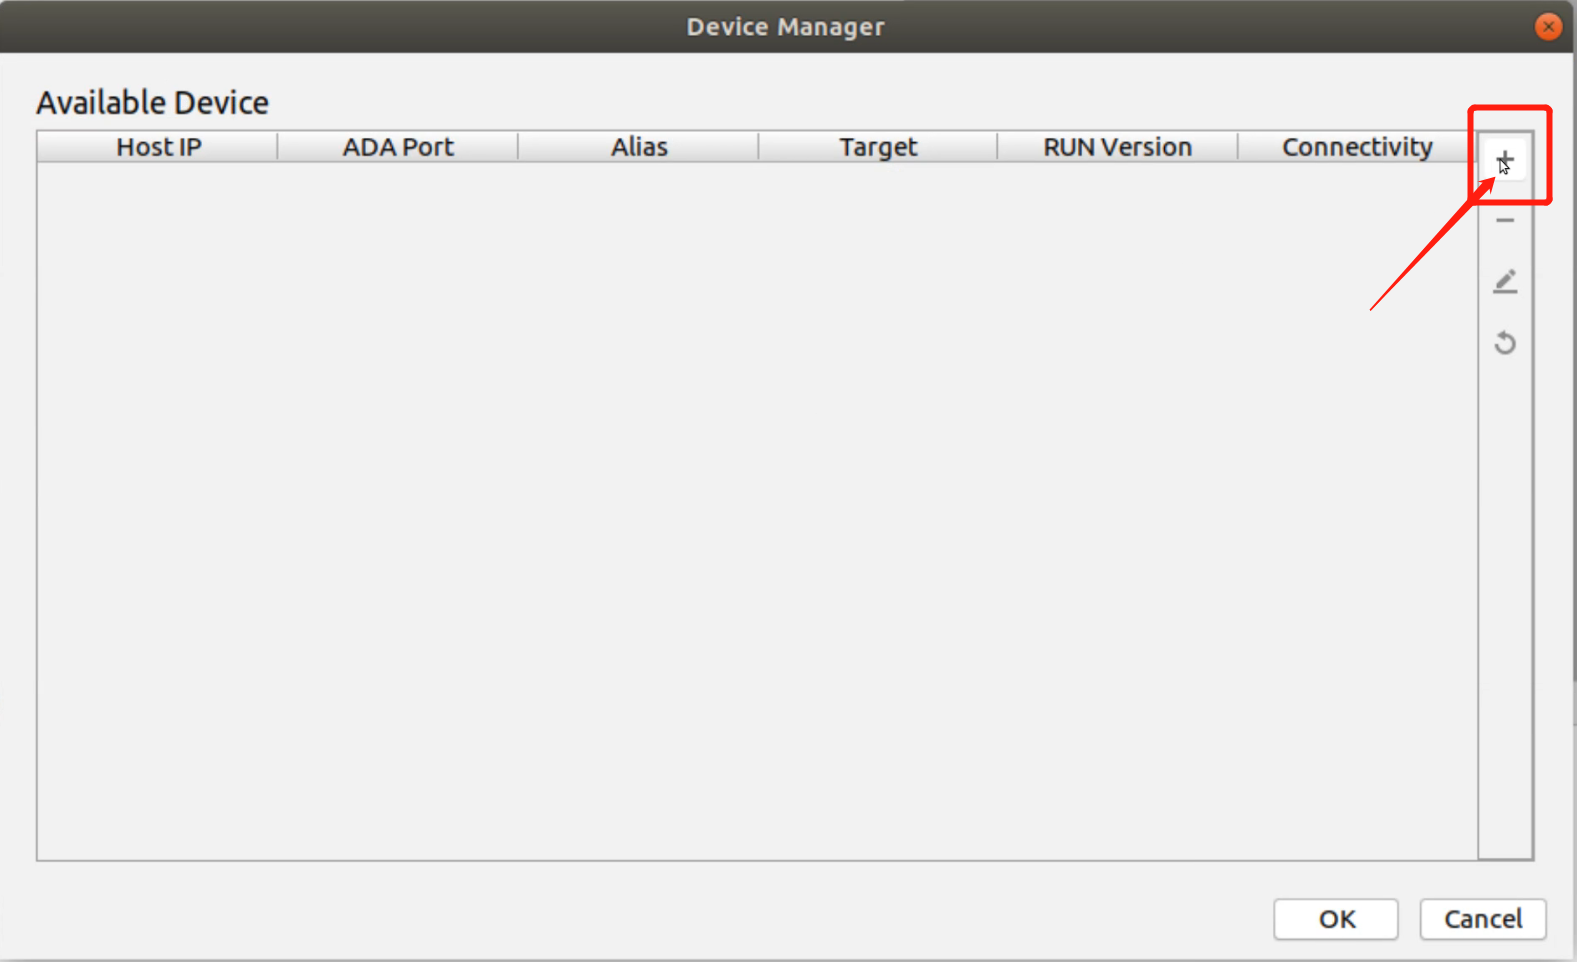 Device Manager
Available Device
Host IP ADA Port Alias Target RUN Version Connectivity
OK Cancel